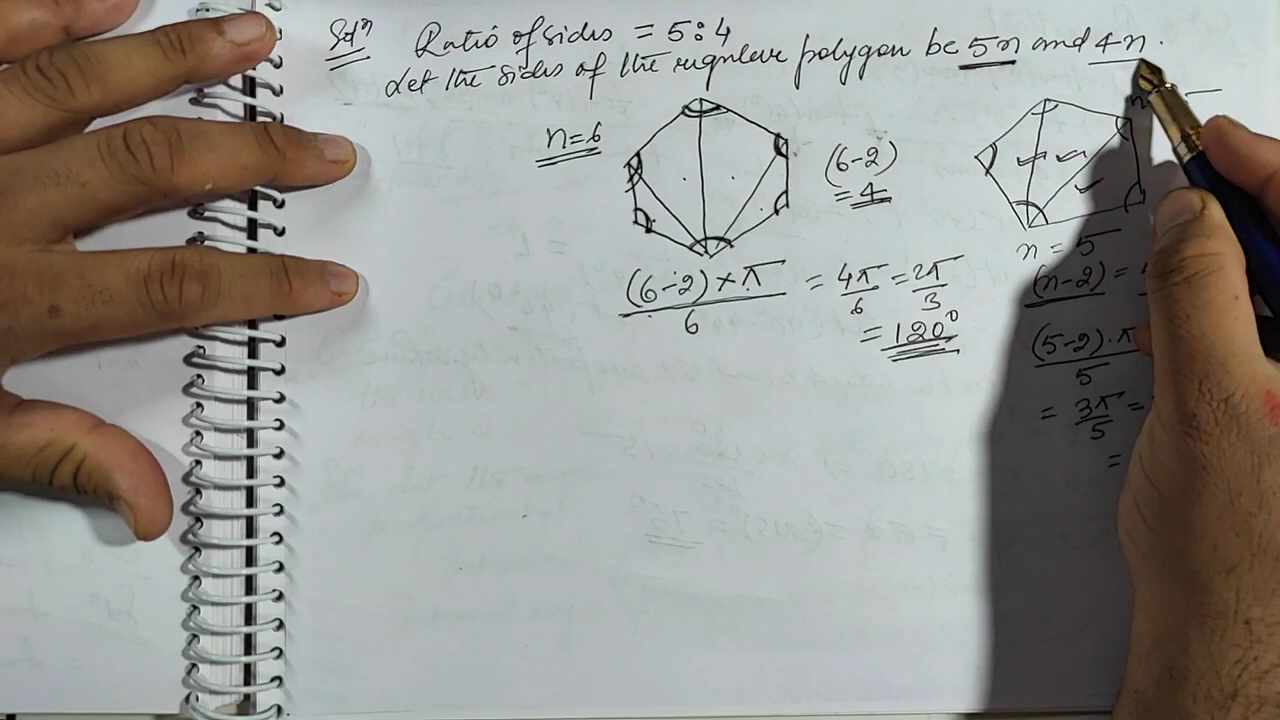 Solⁿ Ratio of sides = 5:4
Let the sides of the regular polygon be 5n and 4n.
n=6
(6-2)
= 4
n = 5
(6-2)×π/6 = 4π/6 = 2π/3
= 120°
(n-2) =
(5-2).π/5
= 3π/5 =
=